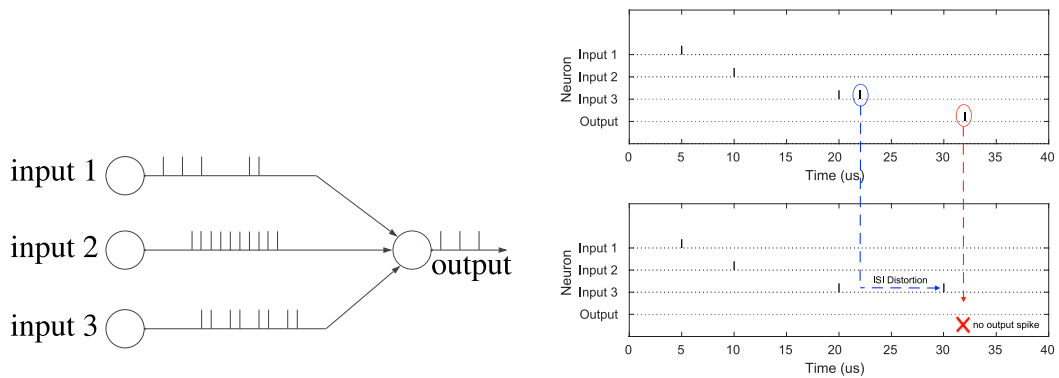 input 1
input 2
input 3
output
Neuron
Input 1
Input 2
Input 3
Output
0 5 10 15 20 25 30 35 40
Time (us)
Neuron
Input 1
Input 2
Input 3
Output
ISI Distortion
no output spike
0 5 10 15 20 25 30 35 40
Time (us)